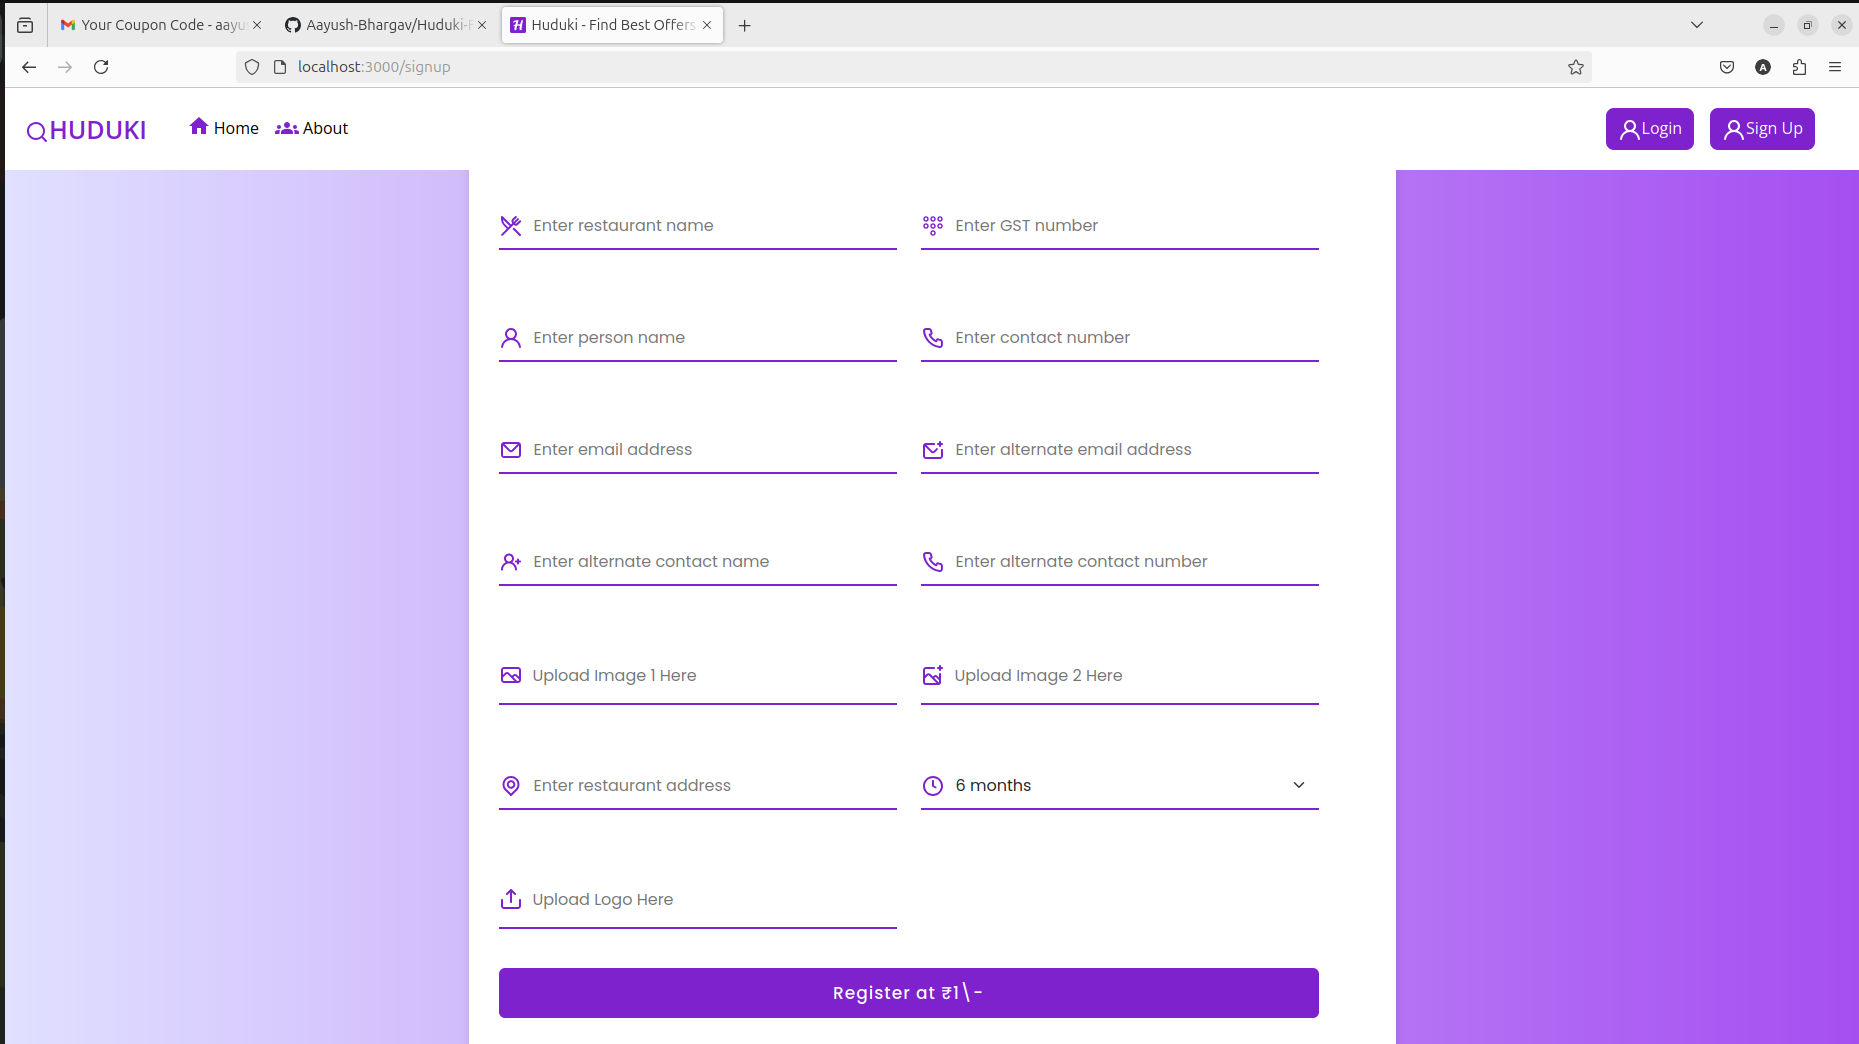 Your Coupon Code - aayu
Aayush-Bhargav/Huduki-F
Huduki - Find Best Offers
localhost:3000/signup
A
HUDUKI
Home
About
Login
Sign Up
Enter restaurant name
Enter GST number
Enter person name
Enter contact number
Enter email address
Enter alternate email address
Enter alternate contact name
Enter alternate contact number
Upload Image 1 Here
Upload Image 2 Here
Enter restaurant address
6 months
Upload Logo Here
Register at ₹1\-